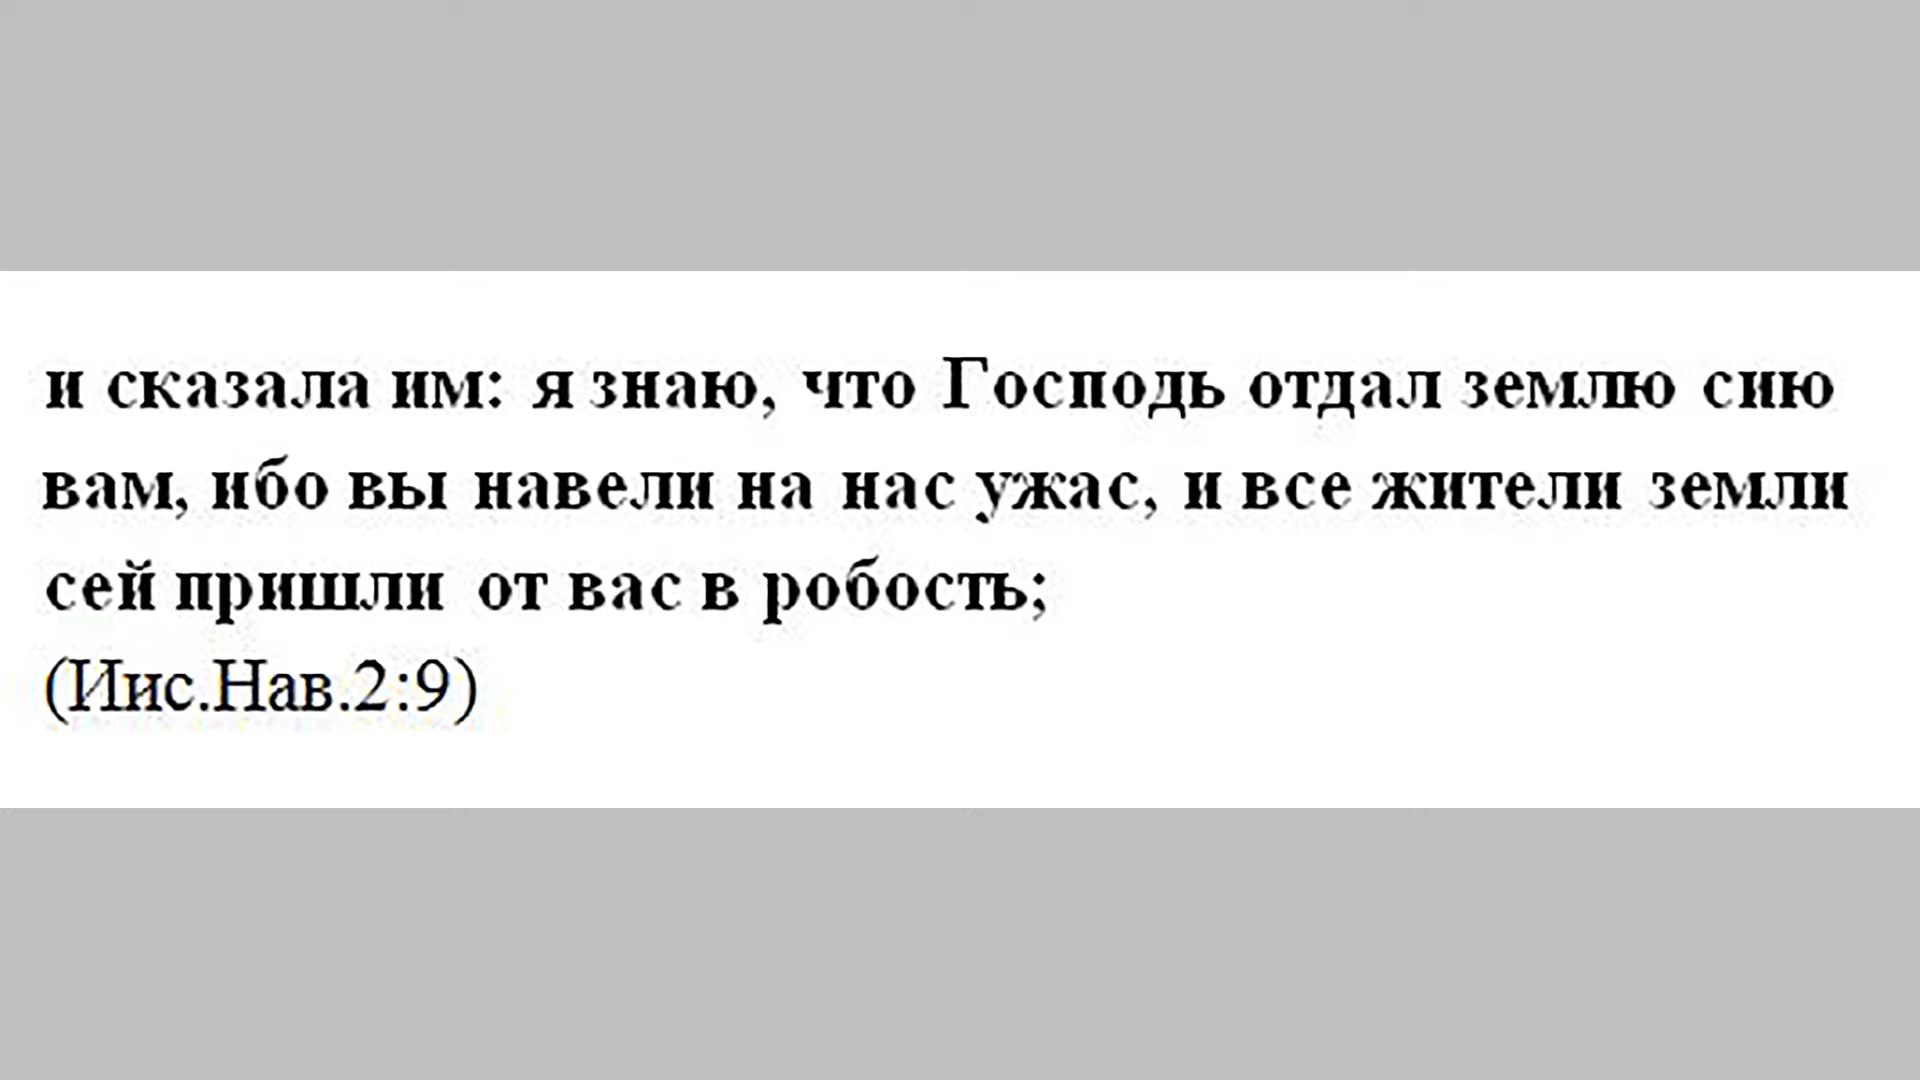 и сказала им: я знаю, что Господь отдал землю сию
вам, ибо вы навели на нас ужас, и все жители земли
сей пришли от вас в робость;
(Иис.Нав.2:9)